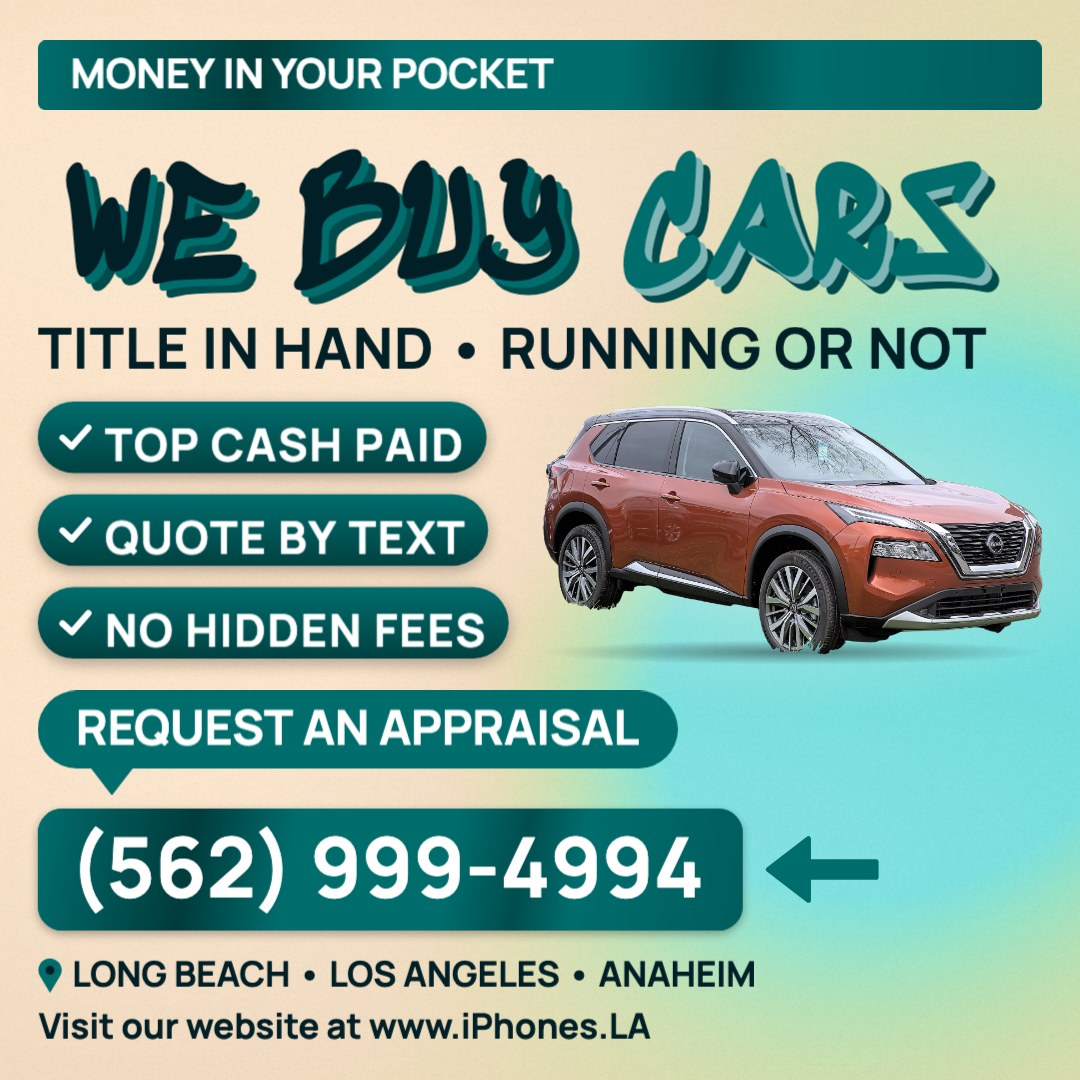 MONEY IN YOUR POCKET
WE BUY CARS
TITLE IN HAND • RUNNING OR NOT
TOP CASH PAID
QUOTE BY TEXT
NO HIDDEN FEES
REQUEST AN APPRAISAL
(562) 999-4994
LONG BEACH • LOS ANGELES • ANAHEIM
Visit our website at www.iPhones.LA